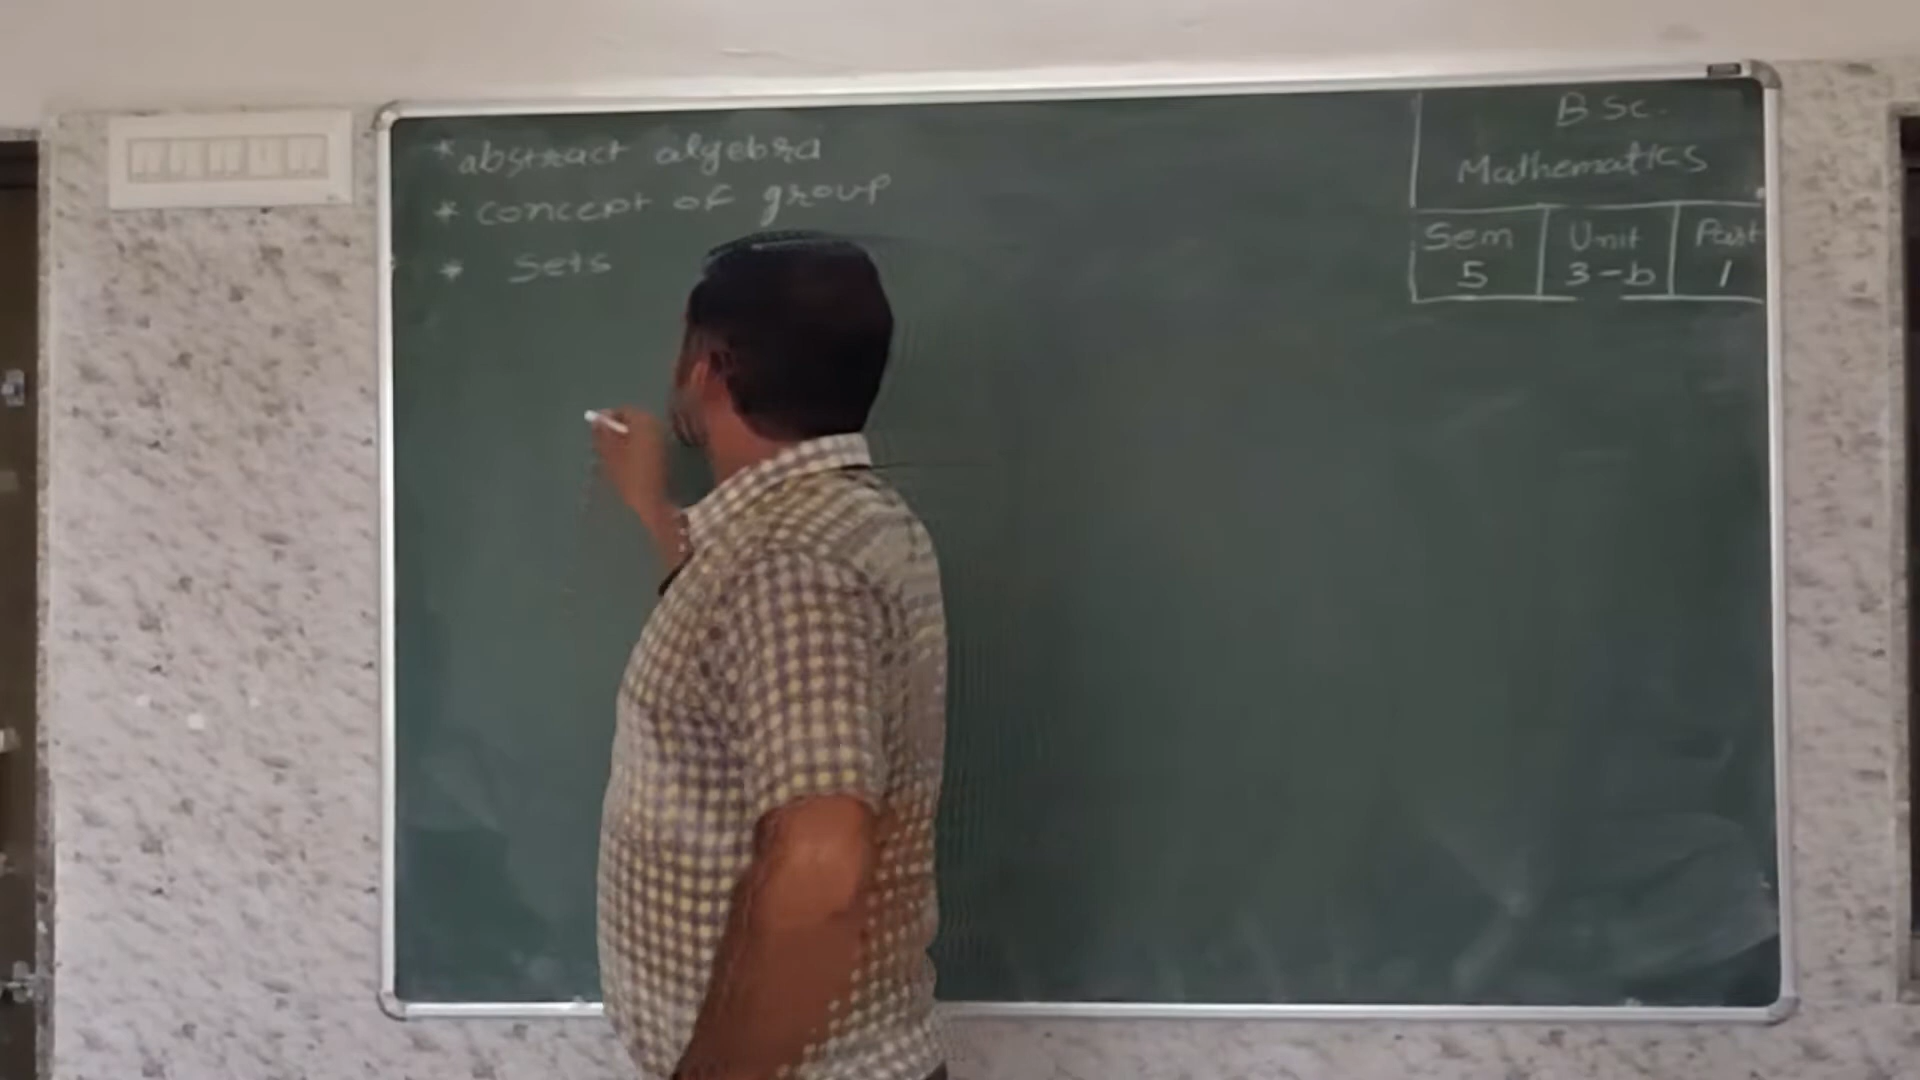 * abstract algebra
* concept of group
* Sets
B Sc.
Mathematics
Sem Unit Part
5 3-b 1